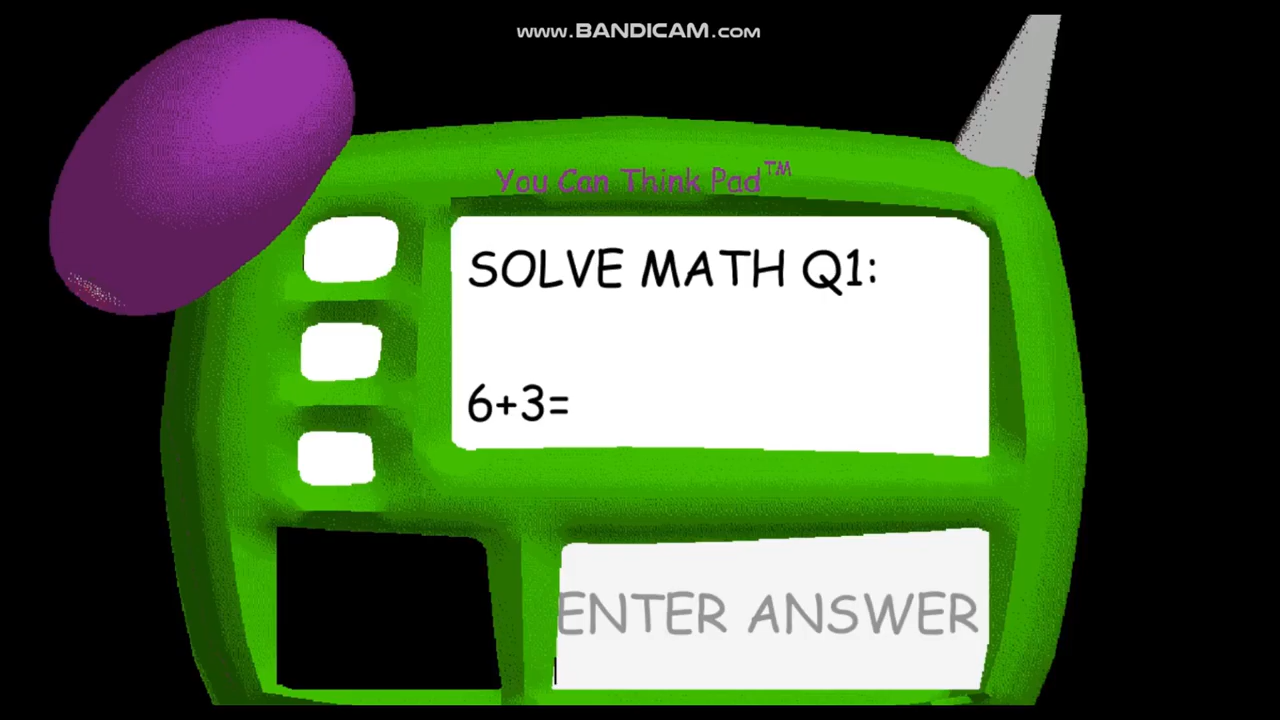 www.BANDICAM.com
You Can Think Pad™
SOLVE MATH Q1:
6+3=
ENTER ANSWER